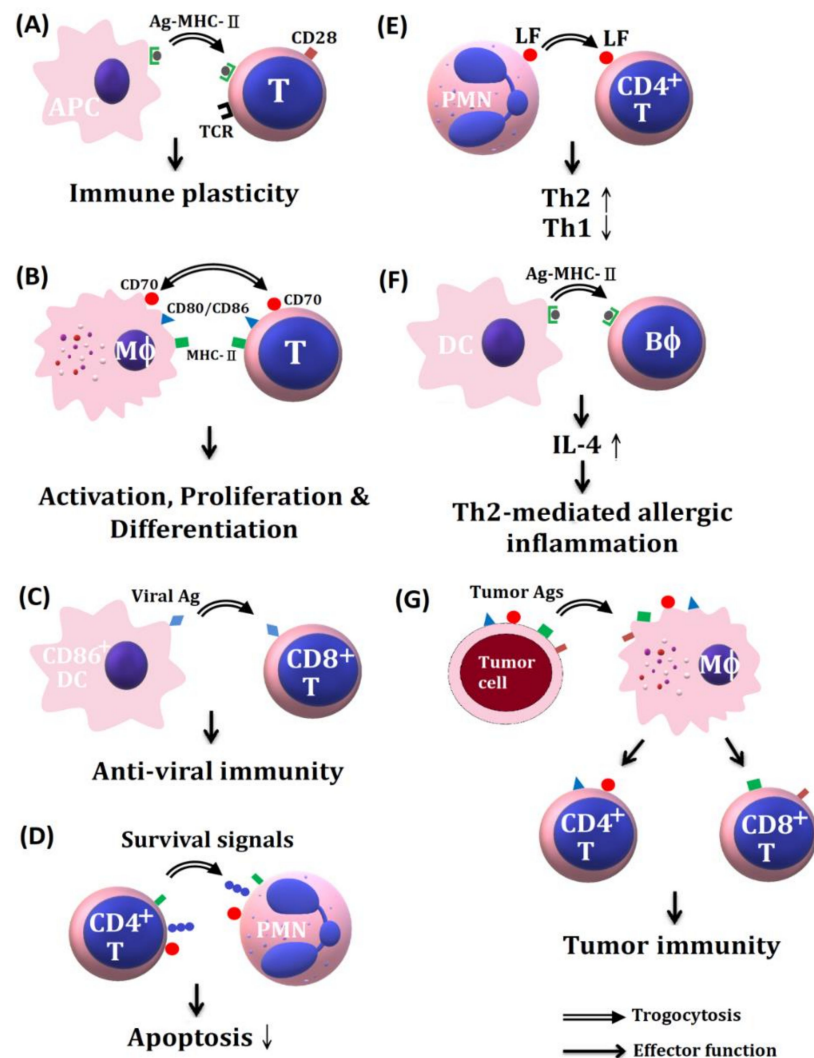 (A)
Ag-MHC-Ⅱ
CD28
APC
T
TCR
Immune plasticity
(B)
CD70
CD80/CD86
CD70
Mϕ
MHC-Ⅱ
T
Activation, Proliferation &
Differentiation
(C)
Viral Ag
CD86+
DC
CD8+
T
Anti-viral immunity
(D)
Survival signals
CD4+
T
PMN
Apoptosis ↓
(E)
LF
LF
PMN
CD4+
T
Th2 ↑
Th1 ↓
(F)
Ag-MHC-Ⅱ
DC
Bϕ
IL-4 ↑
Th2-mediated allergic
inflammation
(G)
Tumor Ags
Tumor
cell
Mϕ
CD4+
T
CD8+
T
Tumor immunity
Trogocytosis
Effector function